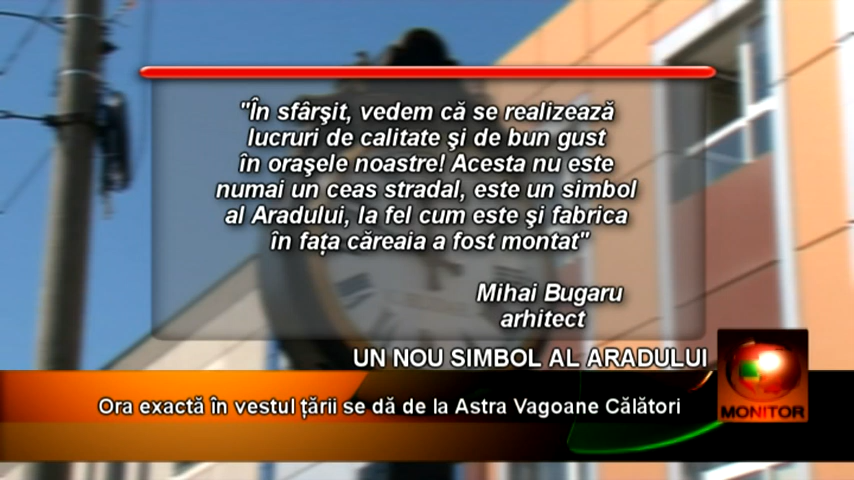 "În sfârşit, vedem că se realizează
lucruri de calitate şi de bun gust
în oraşele noastre! Acesta nu este
numai un ceas stradal, este un simbol
al Aradului, la fel cum este şi fabrica
în faţa căreaia a fost montat"
Mihai Bugaru
arhitect
UN NOU SIMBOL AL ARADULUI
Ora exactă în vestul ţării se dă de la Astra Vagoane Călători
MONITOR